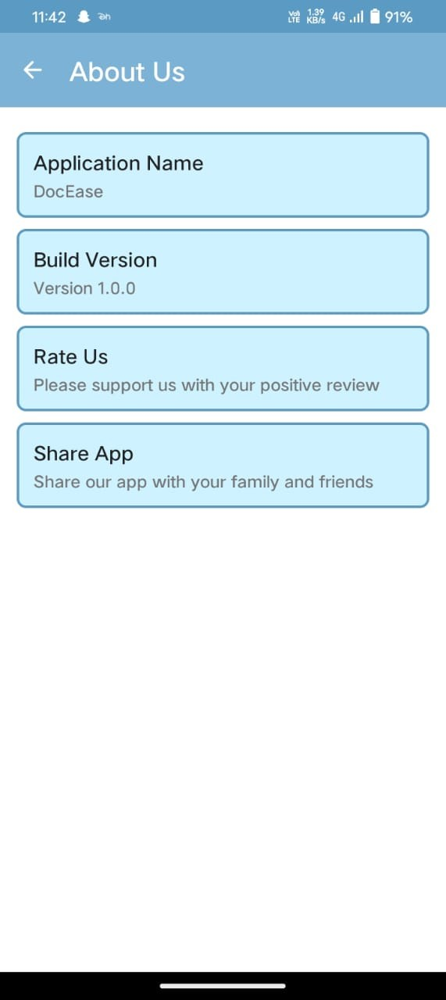 11:42
Vo)) 1.39 4G 91%
LTE KB/s
About Us
Application Name
DocEase
Build Version
Version 1.0.0
Rate Us
Please support us with your positive review
Share App
Share our app with your family and friends